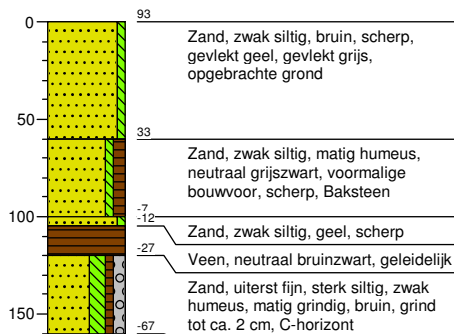 0
93
Zand, zwak siltig, bruin, scherp,
gevlekt geel, gevlekt grijs,
opgebrachte grond
50
33
Zand, zwak siltig, matig humeus,
neutraal grijszwart, voormalige
bouwvoor, scherp, Baksteen
100
-7
-12
Zand, zwak siltig, geel, scherp
-27
Veen, neutraal bruinzwart, geleidelijk
Zand, uiterst fijn, sterk siltig, zwak
humeus, matig grindig, bruin, grind
tot ca. 2 cm, C-horizont
150
-67